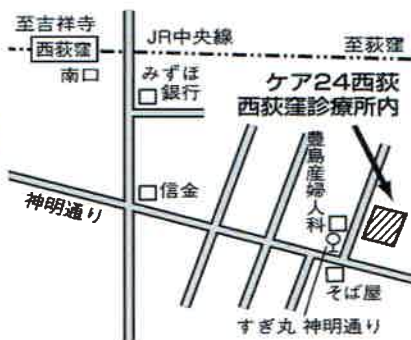 至吉祥寺
西荻窪
JR中央線
至荻窪
南口
みずほ
銀行
ケア24西荻
西荻窪診療所内
豊島産婦人科
信金
神明通り
そば屋
すぎ丸 神明通り